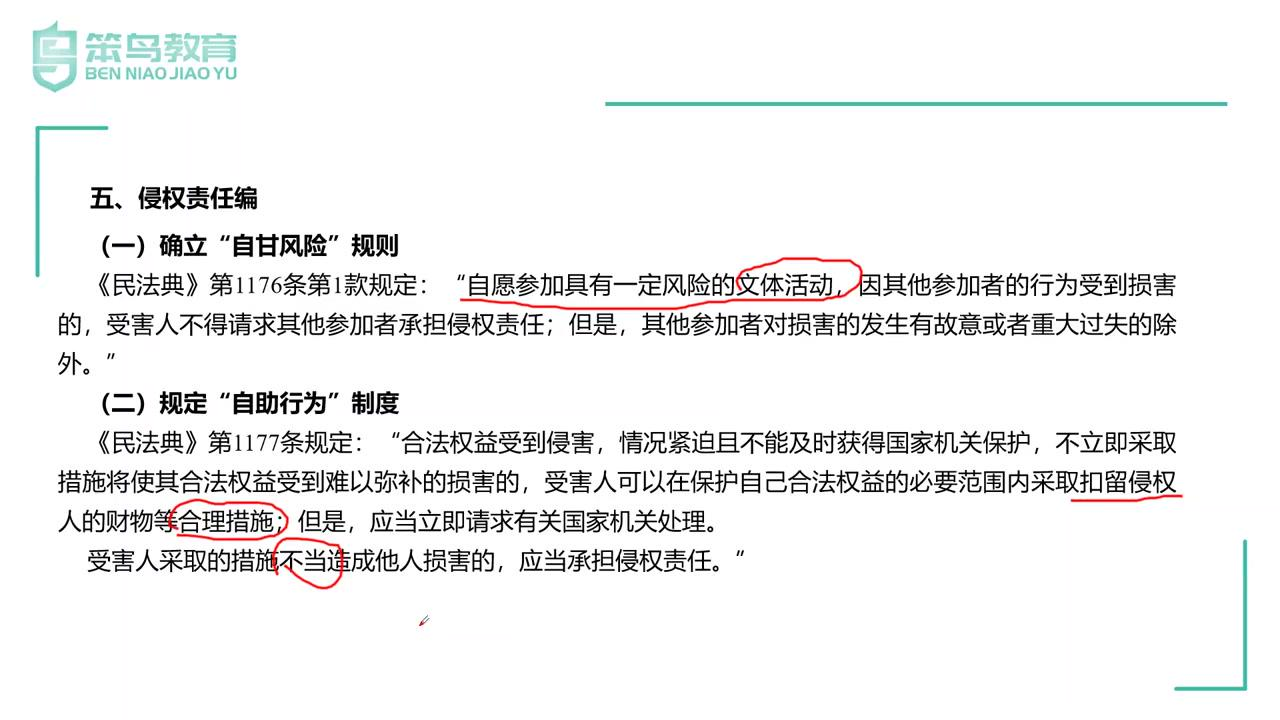 笨鸟教育
BEN NIAO JIAO YU
五、侵权责任编
（一）确立“自甘风险”规则
《民法典》第1176条第1款规定：“自愿参加具有一定风险的文体活动，因其他参加者的行为受到损害
的，受害人不得请求其他参加者承担侵权责任；但是，其他参加者对损害的发生有故意或者重大过失的除
外。”
（二）规定“自助行为”制度
《民法典》第1177条规定：“合法权益受到侵害，情况紧迫且不能及时获得国家机关保护，不立即采取
措施将使其合法权益受到难以弥补的损害的，受害人可以在保护自己合法权益的必要范围内采取扣留侵权
人的财物等合理措施；但是，应当立即请求有关国家机关处理。
受害人采取的措施不当造成他人损害的，应当承担侵权责任。”